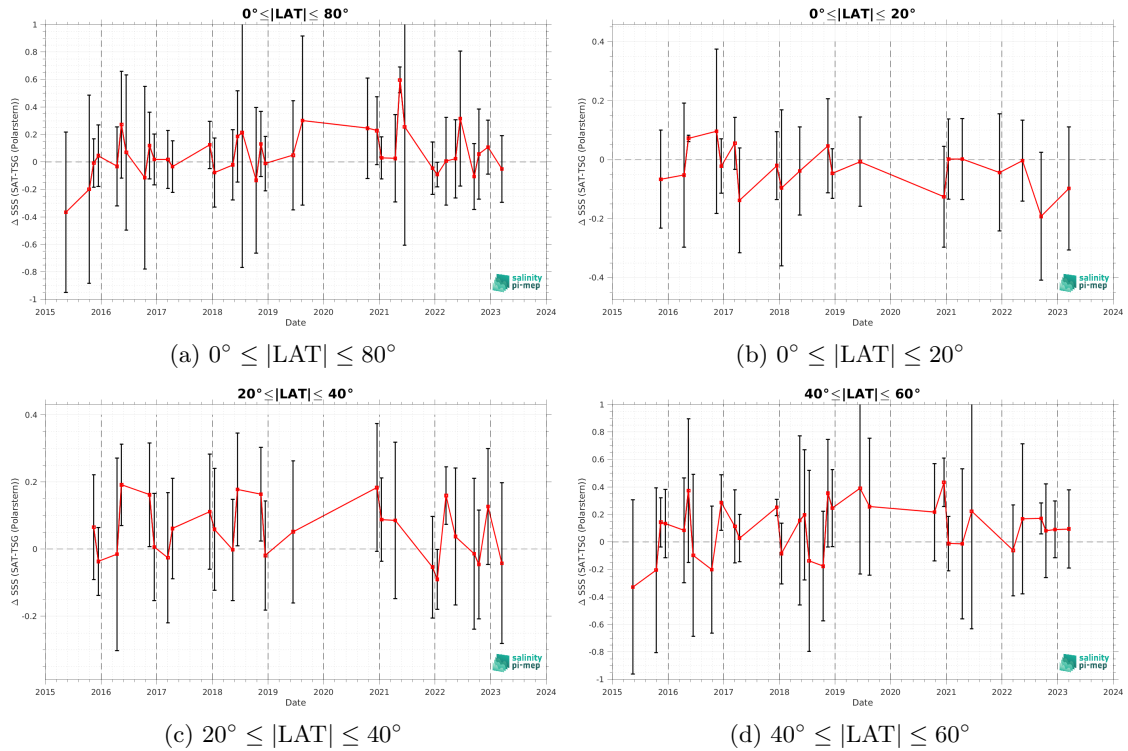 0°≤|LAT|≤ 80°
Δ SSS (SAT-TSG (Polarstern))
1
0.8
0.6
0.4
0.2
0
-0.2
-0.4
-0.6
-0.8
-1
2015 2016 2017 2018 2019 2020 2021 2022 2023 2024
Date
salinity
pi-mep
(a) 0° ≤ |LAT| ≤ 80°
0°≤|LAT|≤ 20°
Δ SSS (SAT-TSG (Polarstern))
0.4
0.2
0
-0.2
-0.4
2015 2016 2017 2018 2019 2020 2021 2022 2023 2024
Date
salinity
pi-mep
(b) 0° ≤ |LAT| ≤ 20°
20°≤|LAT|≤ 40°
Δ SSS (SAT-TSG (Polarstern))
0.4
0.2
0
-0.2
2015 2016 2017 2018 2019 2020 2021 2022 2023 2024
Date
salinity
pi-mep
(c) 20° ≤ |LAT| ≤ 40°
40°≤|LAT|≤ 60°
Δ SSS (SAT-TSG (Polarstern))
1
0.8
0.6
0.4
0.2
0
-0.2
-0.4
-0.6
-0.8
-1
2015 2016 2017 2018 2019 2020 2021 2022 2023 2024
Date
salinity
pi-mep
(d) 40° ≤ |LAT| ≤ 60°